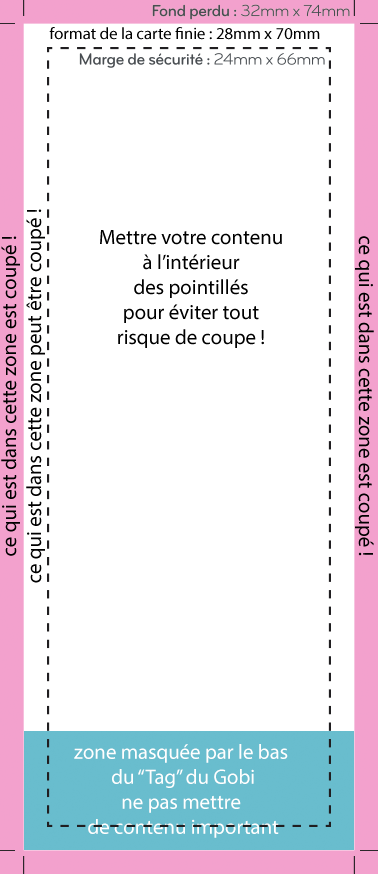 Fond perdu : 32mm x 74mm
format de la carte finie : 28mm x 70mm
Marge de sécurité : 24mm x 66mm
ce qui est dans cette zone est coupé !
ce qui est dans cette zone peut être coupé !
Mettre votre contenu
à l'intérieur
des pointillés
pour éviter tout
risque de coupe !
ce qui est dans cette zone est coupé !
zone masquée par le bas
du “Tag” du Gobi
ne pas mettre
de contenu important